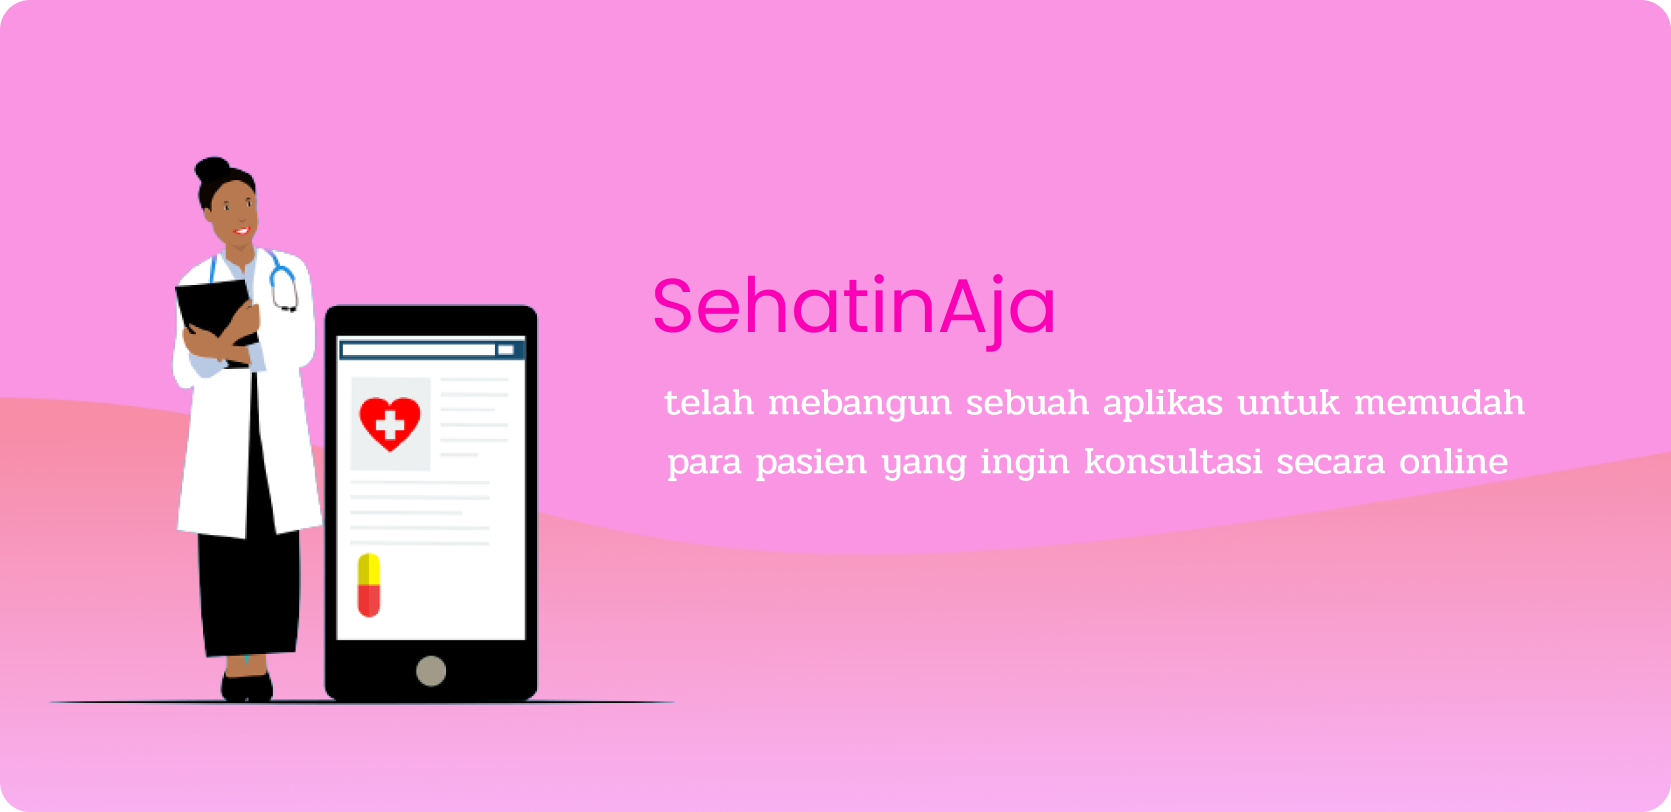 SehatinAja
telah mebangun sebuah aplikas untuk memudah
para pasien yang ingin konsultasi secara online